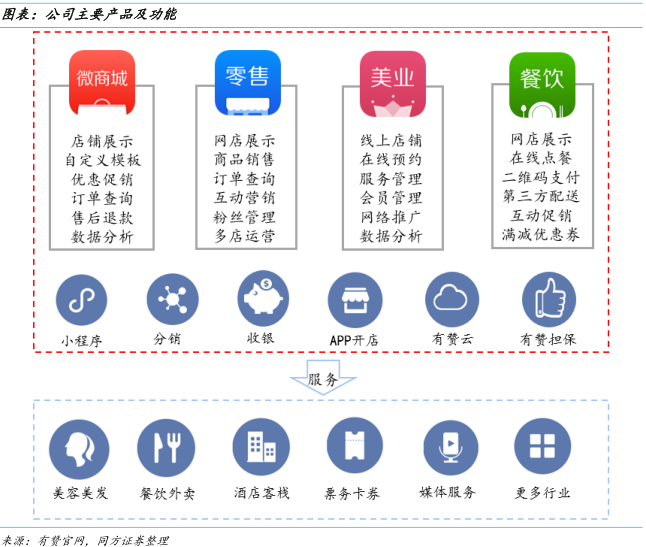 图表：公司主要产品及功能
微商城
店铺展示
自定义模板
优惠促销
订单查询
售后退款
数据分析
零售
网店展示
商品销售
订单查询
互动营销
粉丝管理
多店运营
美业
线上店铺
在线预约
服务管理
会员管理
网络推广
数据分析
餐饮
网店展示
在线点餐
二维码支付
第三方配送
互动促销
满减优惠券
小程序
分销
$
收银
APP开店
有赞云
有赞担保
服务
美容美发
餐饮外卖
酒店客栈
票务卡券
媒体服务
更多行业
来源：有赞官网，同方证券整理